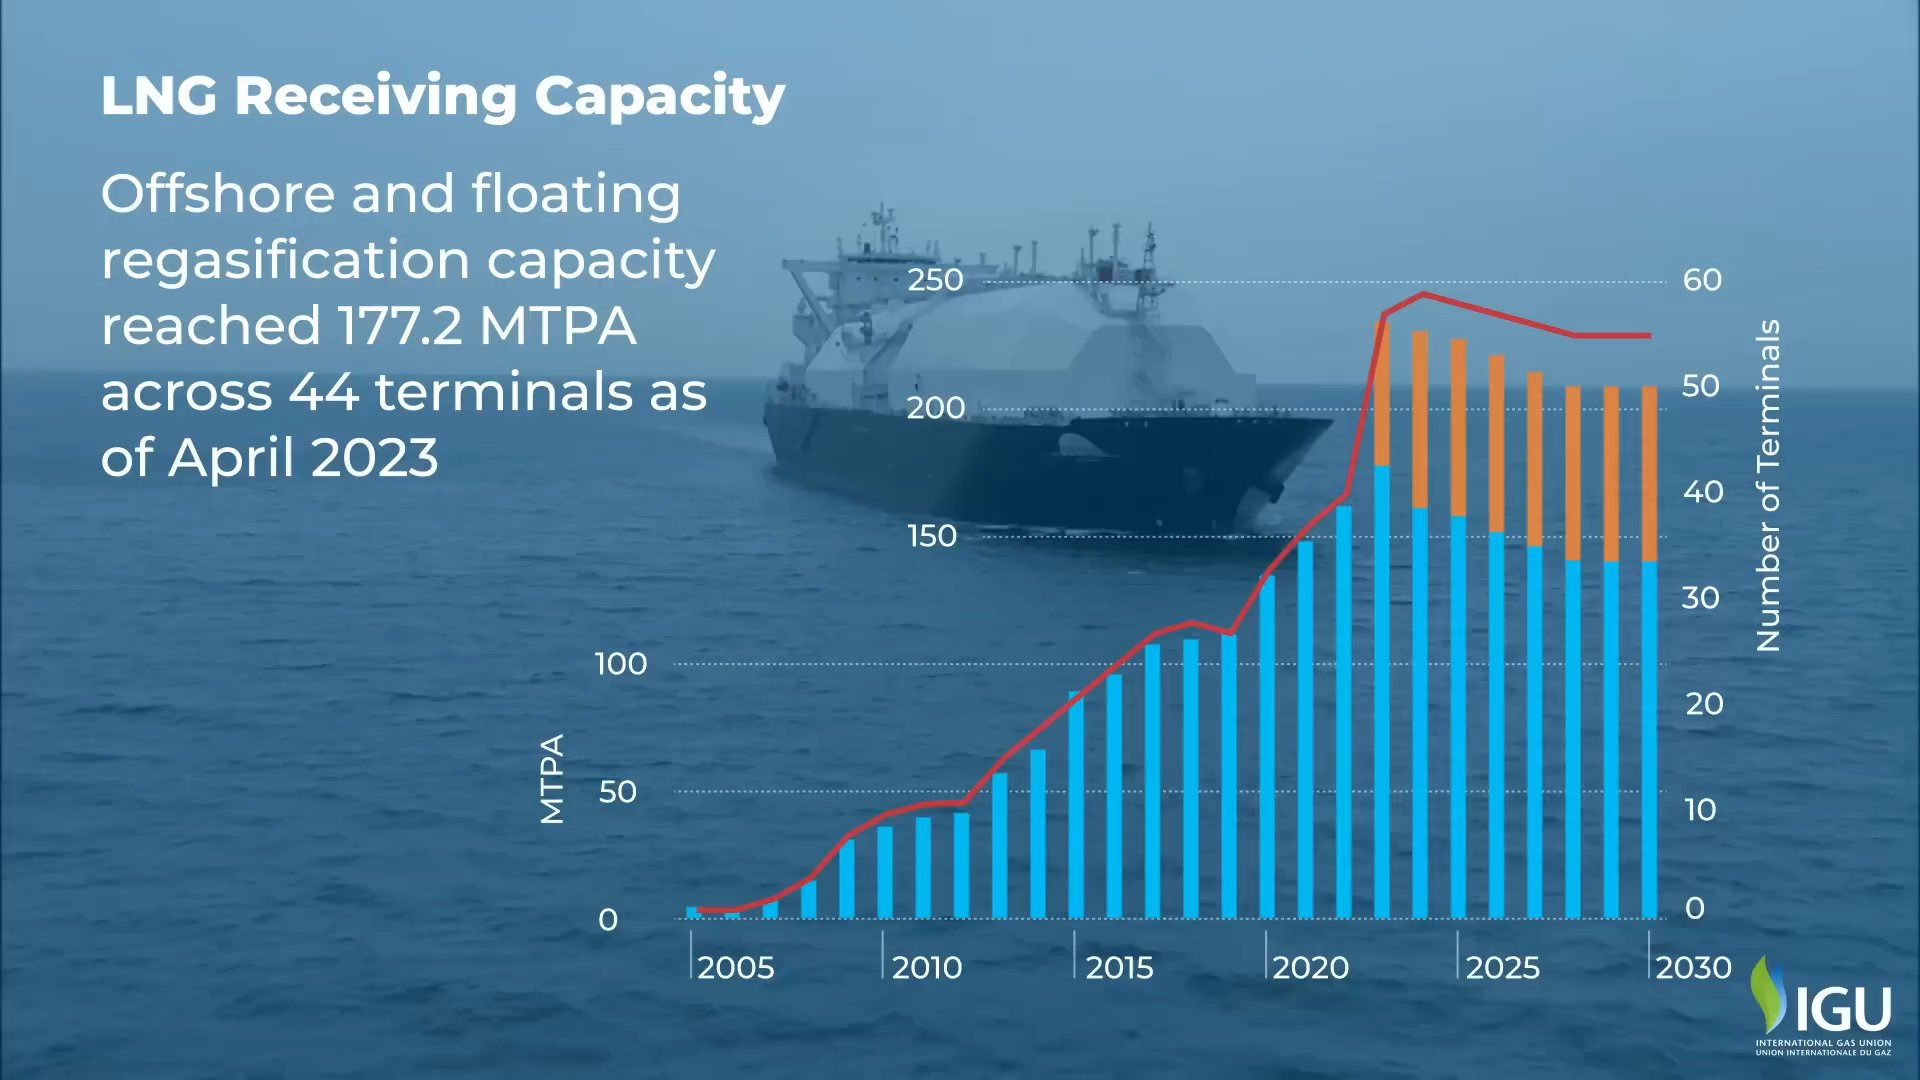 LNG Receiving Capacity
Offshore and floating
regasification capacity
reached 177.2 MTPA
across 44 terminals as
of April 2023
250
200
150
100
50
0
MTPA
60
50
40
30
20
10
0
Number of Terminals
2005
2010
2015
2020
2025
2030
IGU
INTERNATIONAL GAS UNION
UNION INTERNATIONALE DU GAZ